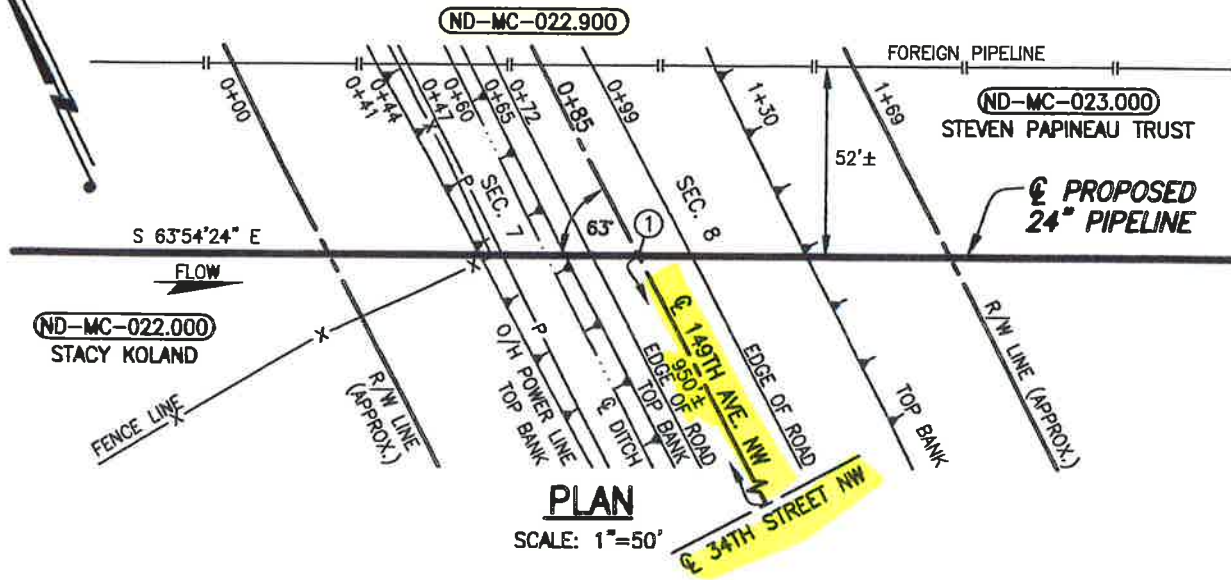 ND-MC-022.900
FOREIGN PIPELINE
0+00
0+41
0+44
0+47
0+60
0+65
0+72
0+85
0+99
1+30
1+69
ND-MC-023.000
STEVEN PAPINEAU TRUST
52'±
℄ PROPOSED
24" PIPELINE
SEC. 7
63°
1
SEC. 8
S 63°54'24" E
FLOW
ND-MC-022.000
STACY KOLAND
X
X
X
X
P
P
FENCE LINE
R/W LINE
(APPROX.)
O/H POWER LINE
TOP BANK
℄ DITCH
TOP BANK
EDGE OF ROAD
℄ 149TH AVE. NW
950'±
EDGE OF ROAD
TOP BANK
R/W LINE (APPROX.)
℄ 34TH STREET NW
PLAN
SCALE: 1"=50'